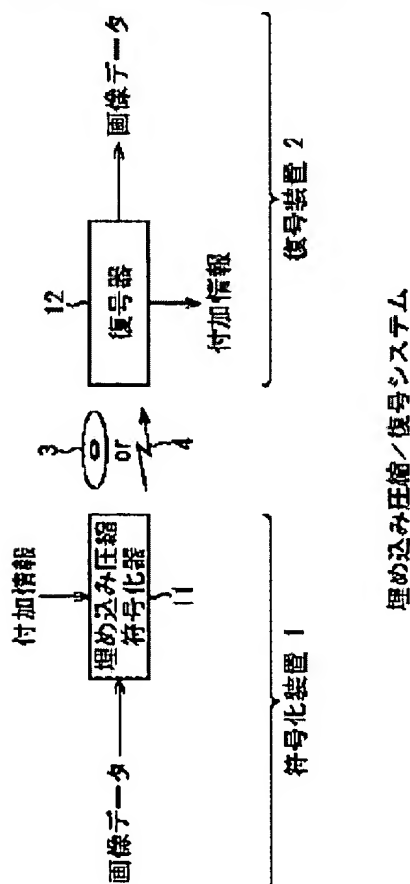 付加情報
画像データ
埋め込み圧縮
符号化器
11
符号化装置 1
3
or
4
12
復号器
画像データ
付加情報
復号装置 2
埋め込み圧縮/復号システム